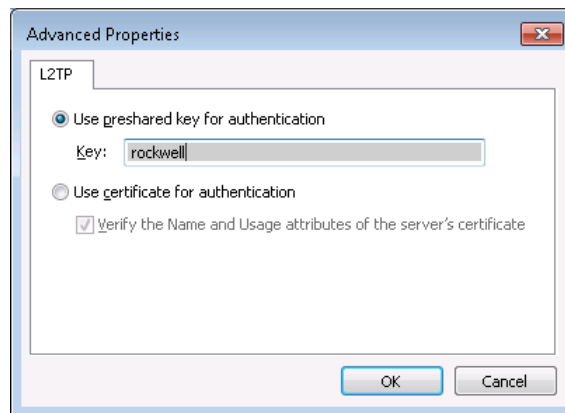 Advanced Properties
L2TP
Use preshared key for authentication
Key: rockwell
Use certificate for authentication
Verify the Name and Usage attributes of the server's certificate
OK Cancel